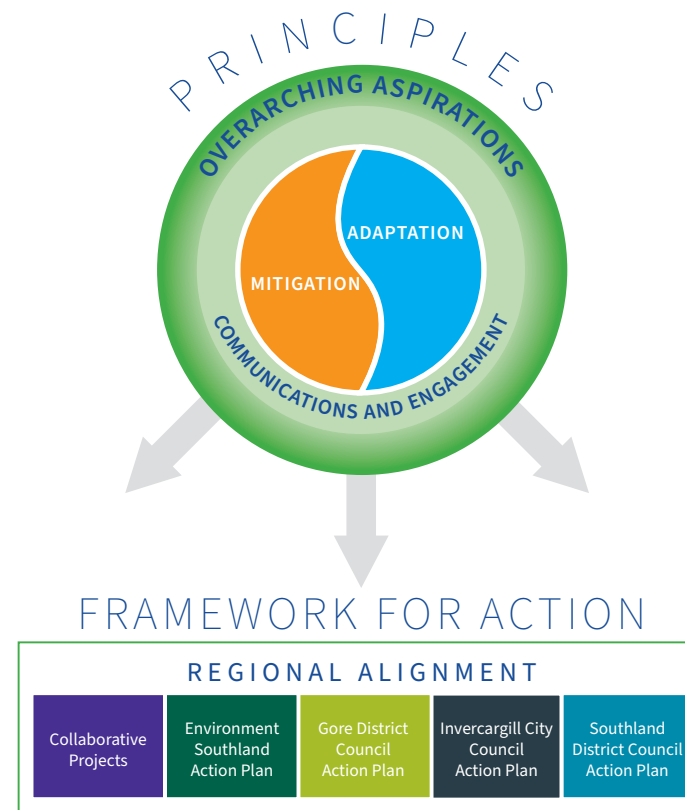 PRINCIPLES
OVERARCHING ASPIRATIONS
ADAPTATION
MITIGATION
COMMUNICATIONS AND ENGAGEMENT
FRAMEWORK FOR ACTION
REGIONAL ALIGNMENT
Collaborative
Projects
Environment
Southland
Action Plan
Gore District
Council
Action Plan
Invercargill City
Council
Action Plan
Southland
District Council
Action Plan